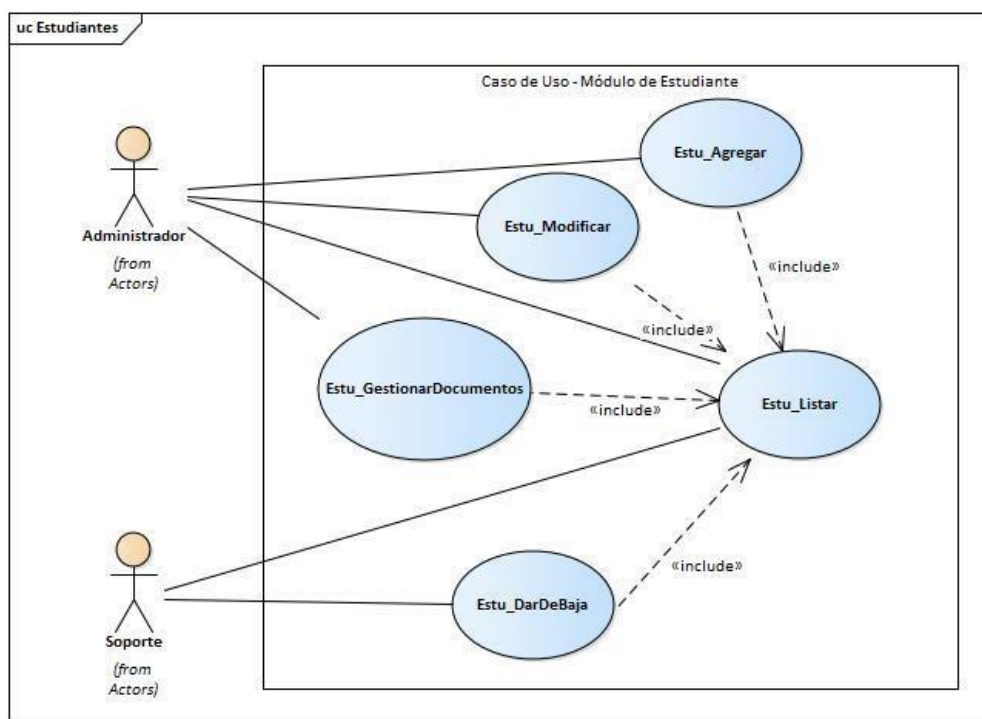 uc Estudiantes
Caso de Uso - Módulo de Estudiante
Estu_Agregar
Estu_Modificar
Administrador
(from
Actors)
«include»
«include»
Estu_GestionarDocumentos
«include»
Estu_Listar
«include»
Estu_DarDeBaja
Soporte
(from
Actors)